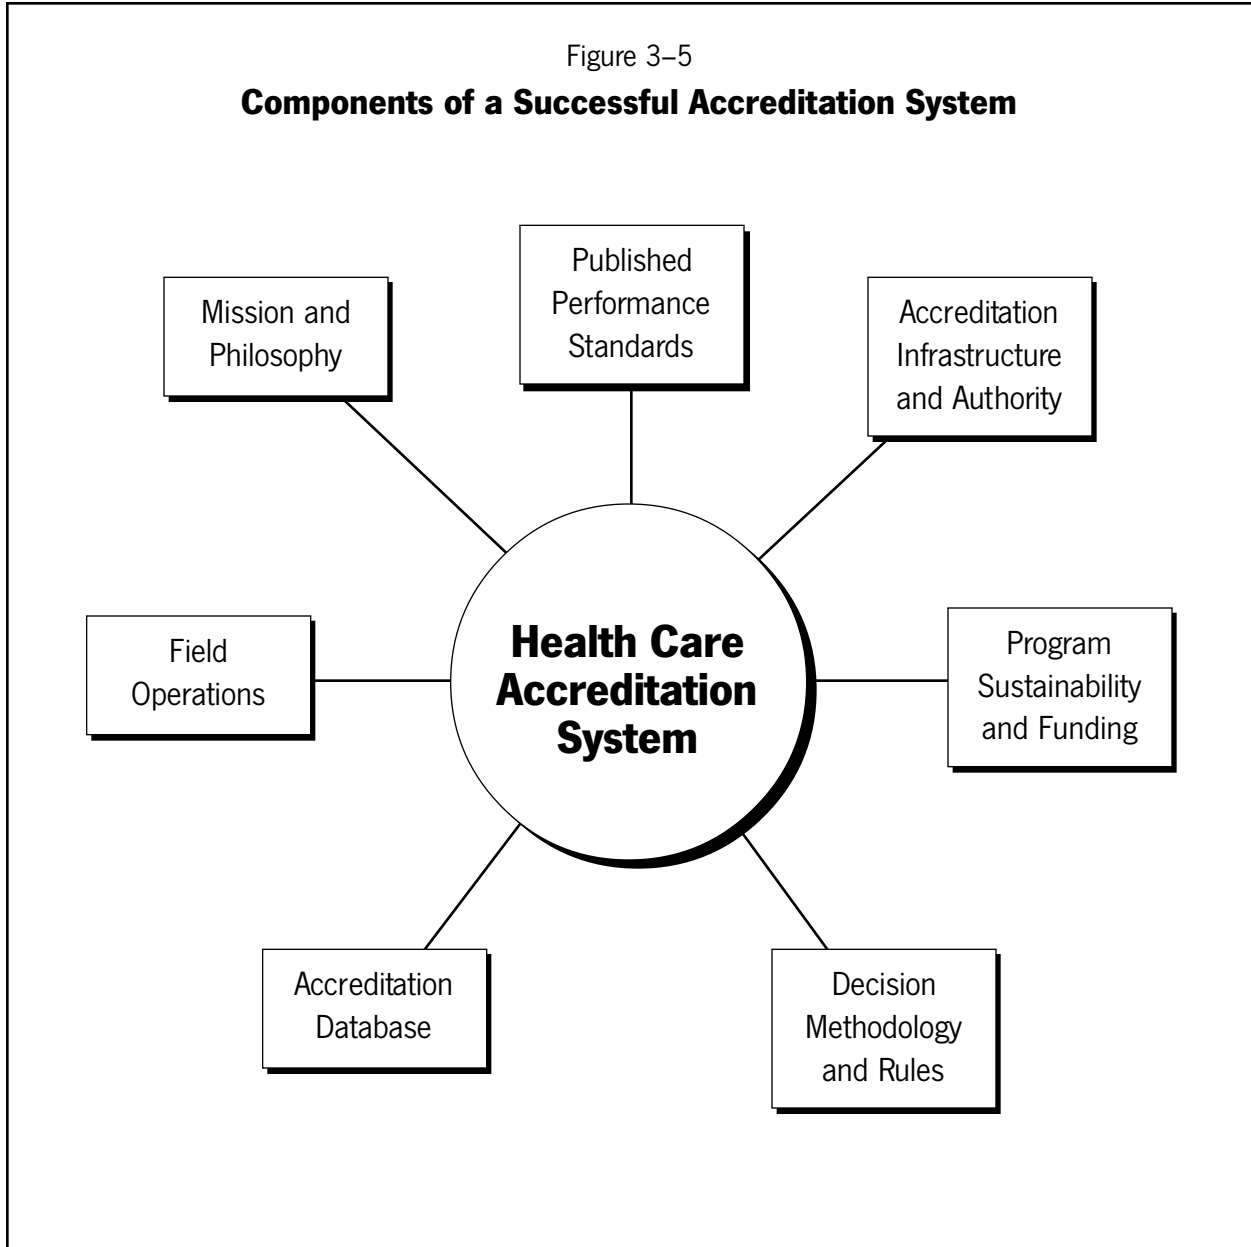 Figure 3–5
Components of a Successful Accreditation System
Published
Performance
Standards
Mission and
Philosophy
Accreditation
Infrastructure
and Authority
Field
Operations
Health Care
Accreditation
System
Program
Sustainability
and Funding
Accreditation
Database
Decision
Methodology
and Rules